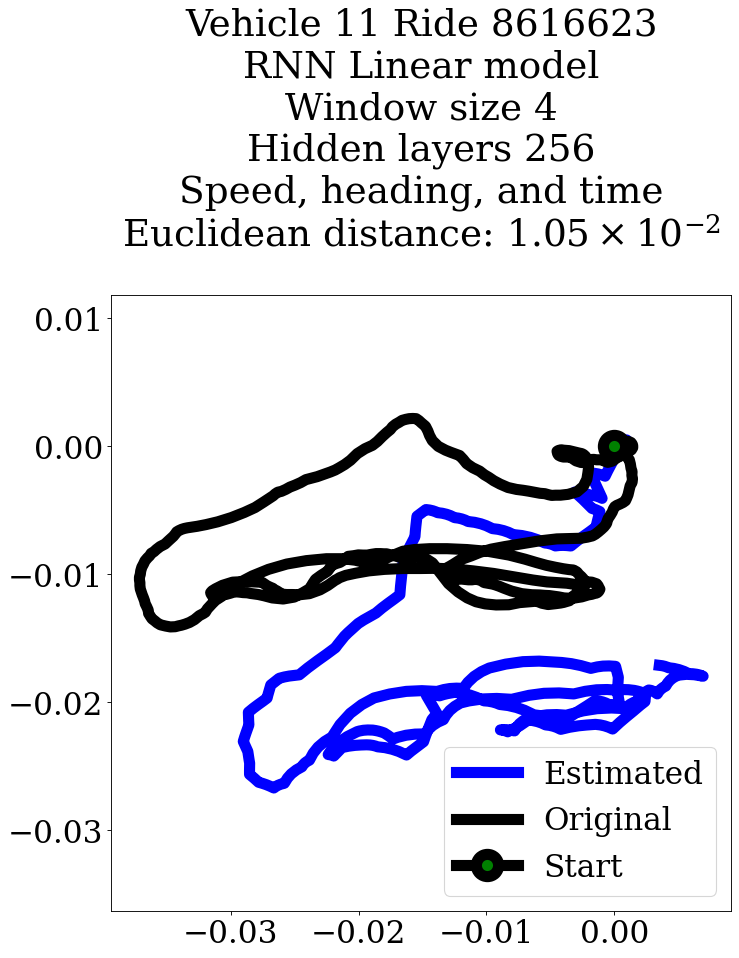 Vehicle 11 Ride 8616623
RNN Linear model
Window size 4
Hidden layers 256
Speed, heading, and time
Euclidean distance: 1.05 × 10⁻²
0.01
0.00
−0.01
−0.02
−0.03
Estimated
Original
Start
−0.03 −0.02 −0.01 0.00